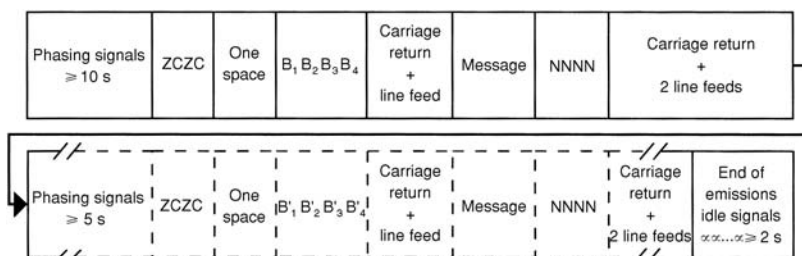 Phasing signals
⩾ 10 s
ZCZC
One
space
B₁ B₂ B₃ B₄
Carriage
return
+
line feed
Message
NNNN
Carriage return
+
2 line feeds
Phasing signals
⩾ 5 s
ZCZC
One
space
B'₁ B'₂ B'₃ B'₄
Carriage
return
+
line feed
Message
NNNN
Carriage
return
+
2 line feeds
End of
emissions
idle signals
∝∝...∝⩾ 2 s